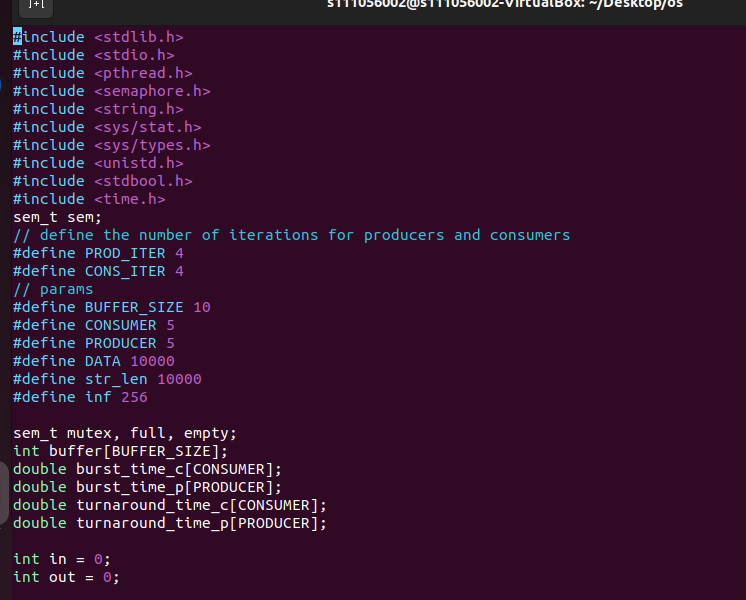 s111056002@s111056002-VirtualBox: ~/Desktop/os
#include <stdlib.h>
#include <stdio.h>
#include <pthread.h>
#include <semaphore.h>
#include <string.h>
#include <sys/stat.h>
#include <sys/types.h>
#include <unistd.h>
#include <stdbool.h>
#include <time.h>
sem_t sem;
// define the number of iterations for producers and consumers
#define PROD_ITER 4
#define CONS_ITER 4
// params
#define BUFFER_SIZE 10
#define CONSUMER 5
#define PRODUCER 5
#define DATA 10000
#define str_len 10000
#define inf 256
sem_t mutex, full, empty;
int buffer[BUFFER_SIZE];
double burst_time_c[CONSUMER];
double burst_time_p[PRODUCER];
double turnaround_time_c[CONSUMER];
double turnaround_time_p[PRODUCER];
int in = 0;
int out = 0;